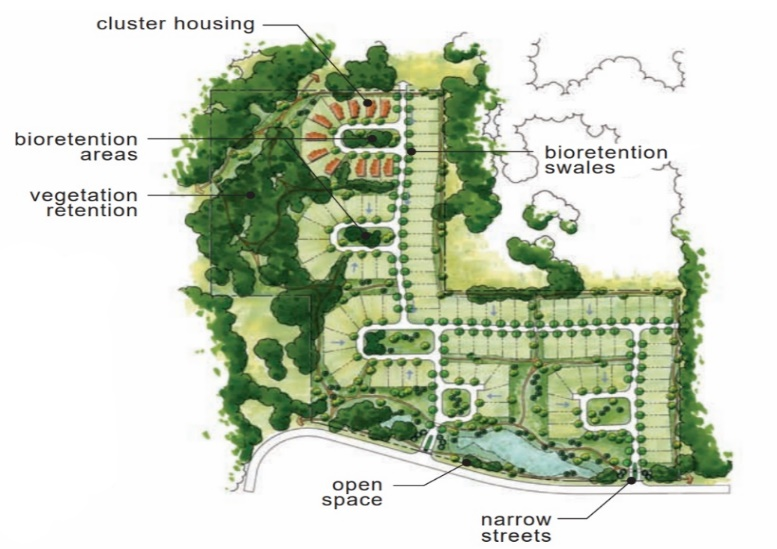 cluster housing
bioretention
areas
vegetation
retention
bioretention
swales
open
space
narrow
streets